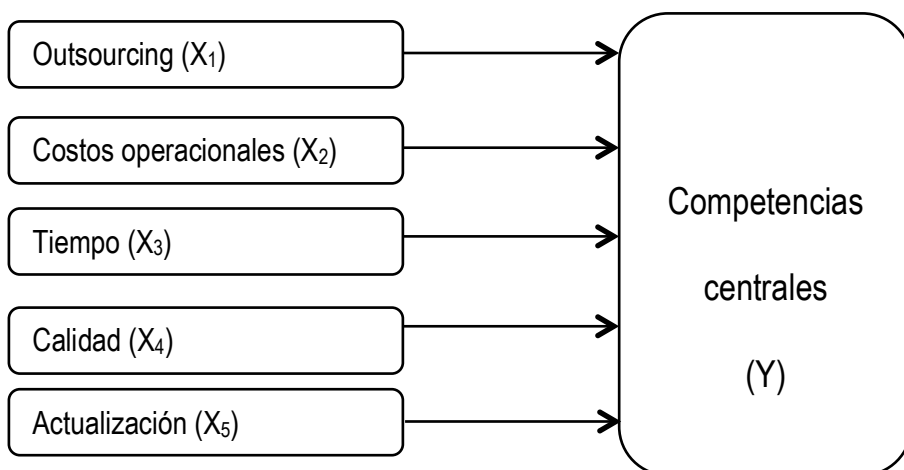 Outsourcing (X₁)
Costos operacionales (X₂)
Tiempo (X₃)
Calidad (X₄)
Actualización (X₅)
Competencias
centrales
(Y)